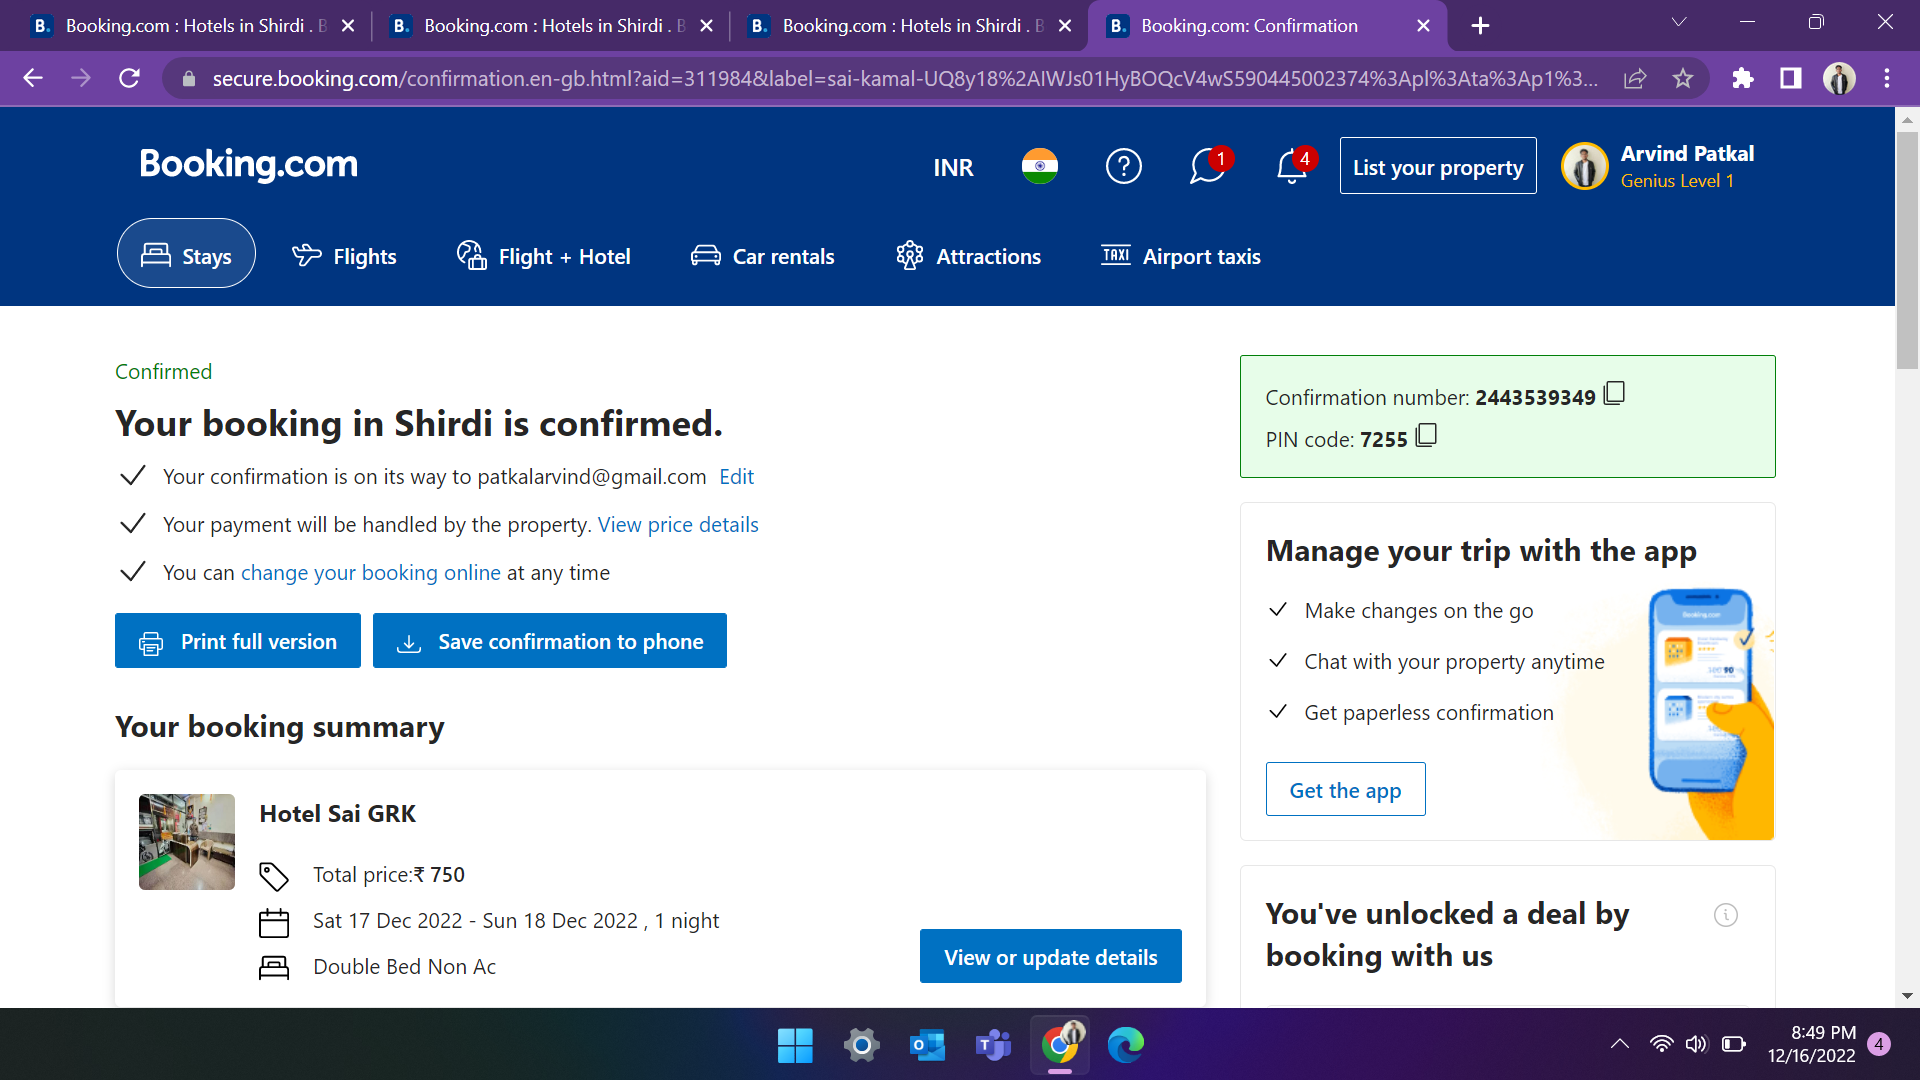 Booking.com : Hotels in Shirdi . B
Booking.com : Hotels in Shirdi . B
Booking.com : Hotels in Shirdi . B
Booking.com: Confirmation
secure.booking.com/confirmation.en-gb.html?aid=311984&label=sai-kamal-UQ8y18%2AIWJs01HyBOQcV4wS590445002374%3Apl%3Ata%3Ap1%3...
Booking.com
INR
1
4
List your property
Arvind Patkal
Genius Level 1
Stays
Flights
Flight + Hotel
Car rentals
TAXI
Attractions
Airport taxis
Confirmed
Your booking in Shirdi is confirmed.
Your confirmation is on its way to patkalarvind@gmail.com Edit
Your payment will be handled by the property. View price details
You can change your booking online at any time
Print full version
Save confirmation to phone
Your booking summary
Hotel Sai GRK
Total price:₹ 750
Sat 17 Dec 2022 - Sun 18 Dec 2022 , 1 night
Double Bed Non Ac
View or update details
Confirmation number: 2443539349
PIN code: 7255
Manage your trip with the app
Make changes on the go
Chat with your property anytime
Get paperless confirmation
Booking.com
Get the app
You've unlocked a deal by
booking with us
8:49 PM
12/16/2022
4